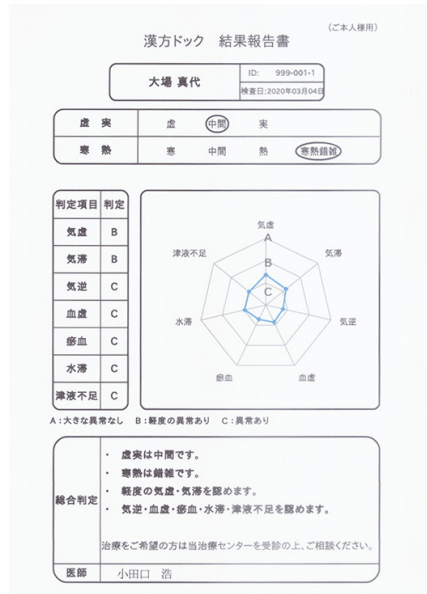 （ご本人様用）
漢方ドック　結果報告書
大場 真代
ID:　999-001-1
検査日:2020年03月04日
虚　実　虚　中間　実
寒　熱　寒　中間　熱　寒熱錯雑
判定項目　判定
気虚　B
気滞　B
気逆　C
血虚　C
瘀血　C
水滞　C
津液不足　C
気虚
A
津液不足　気滞
B
C
水滞　気逆
瘀血　血虚
A：大きな異常なし　B：軽度の異常あり　C：異常あり
総合判定
・　虚実は中間です。
・　寒熱は錯雑です。
・　軽度の気虚・気滞を認めます。
・　気逆・血虚・瘀血・水滞・津液不足を認めます。
治療をご希望の方は当治療センターを受診の上、ご相談ください。
医師　小田口　浩